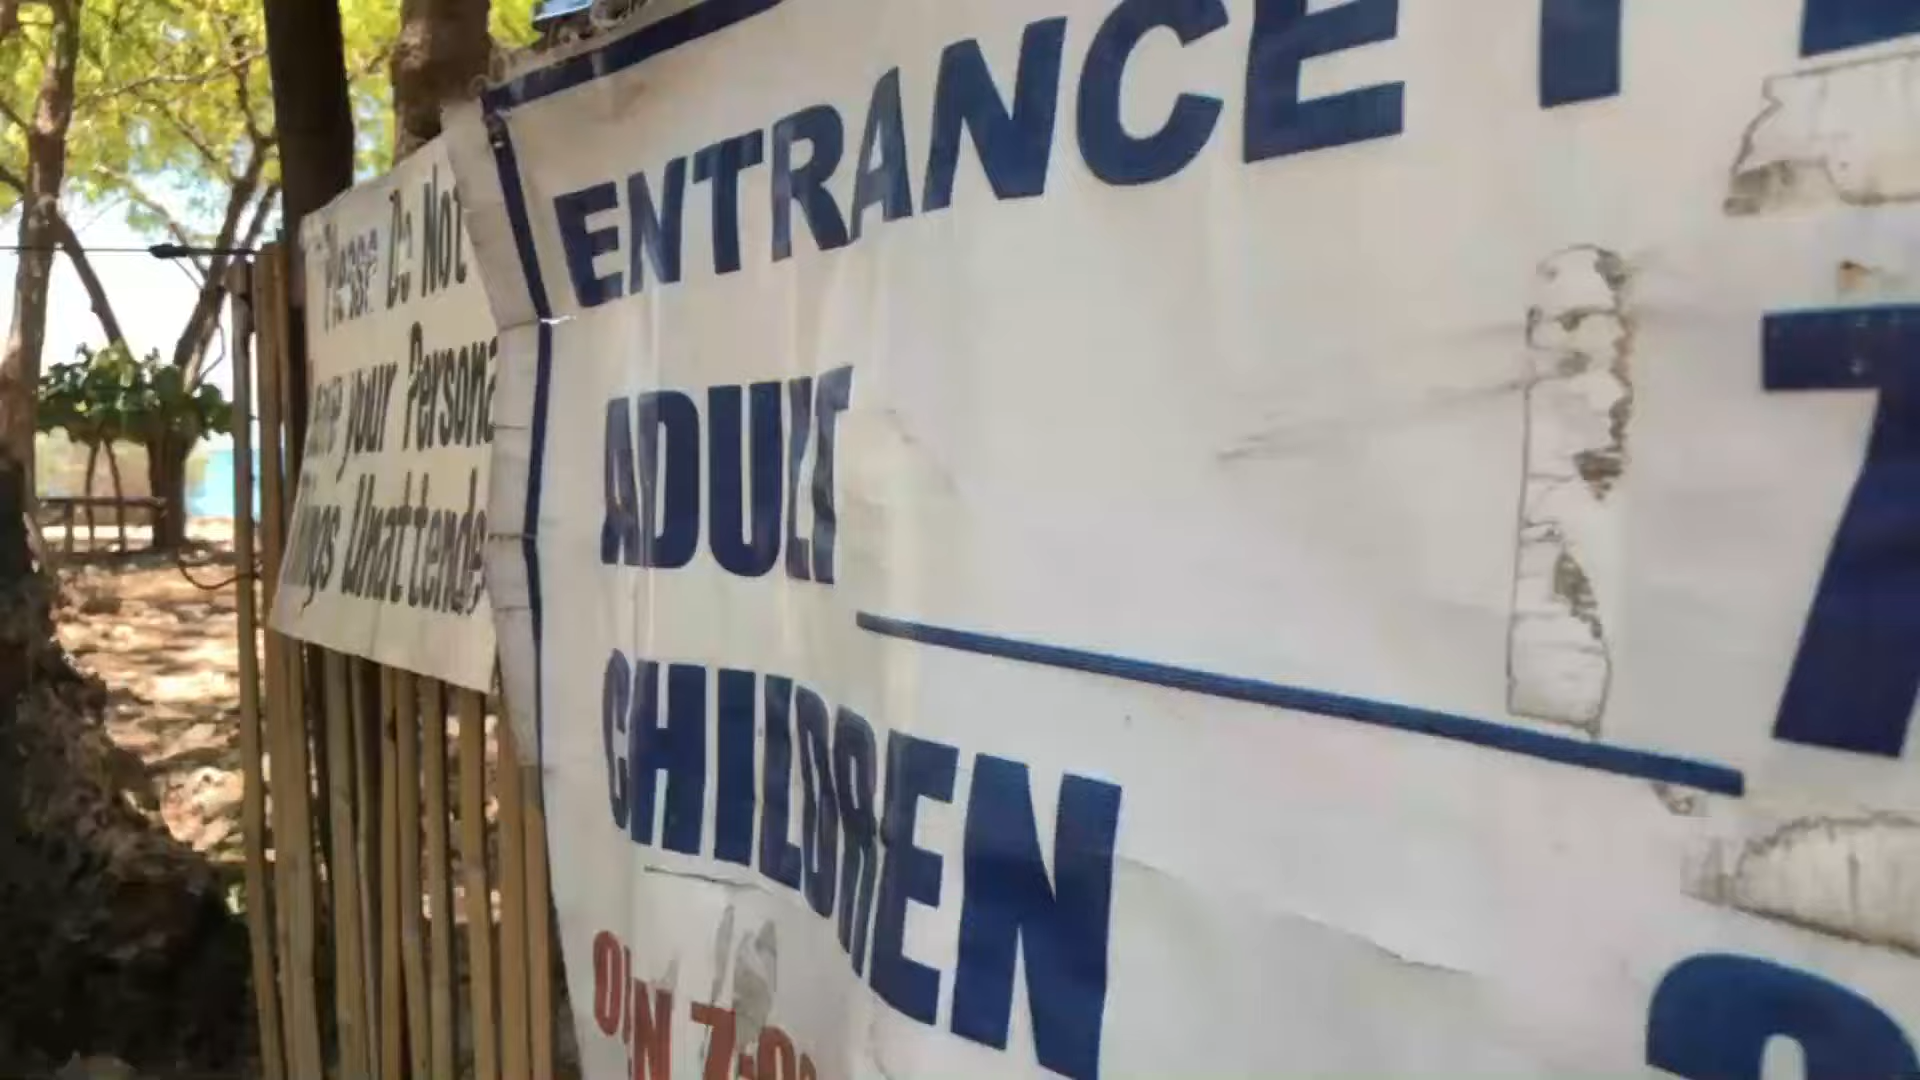 Please Do Not
Leave your Persona
Things Unattende
ENTRANCE
ADULT 7
CHILDREN